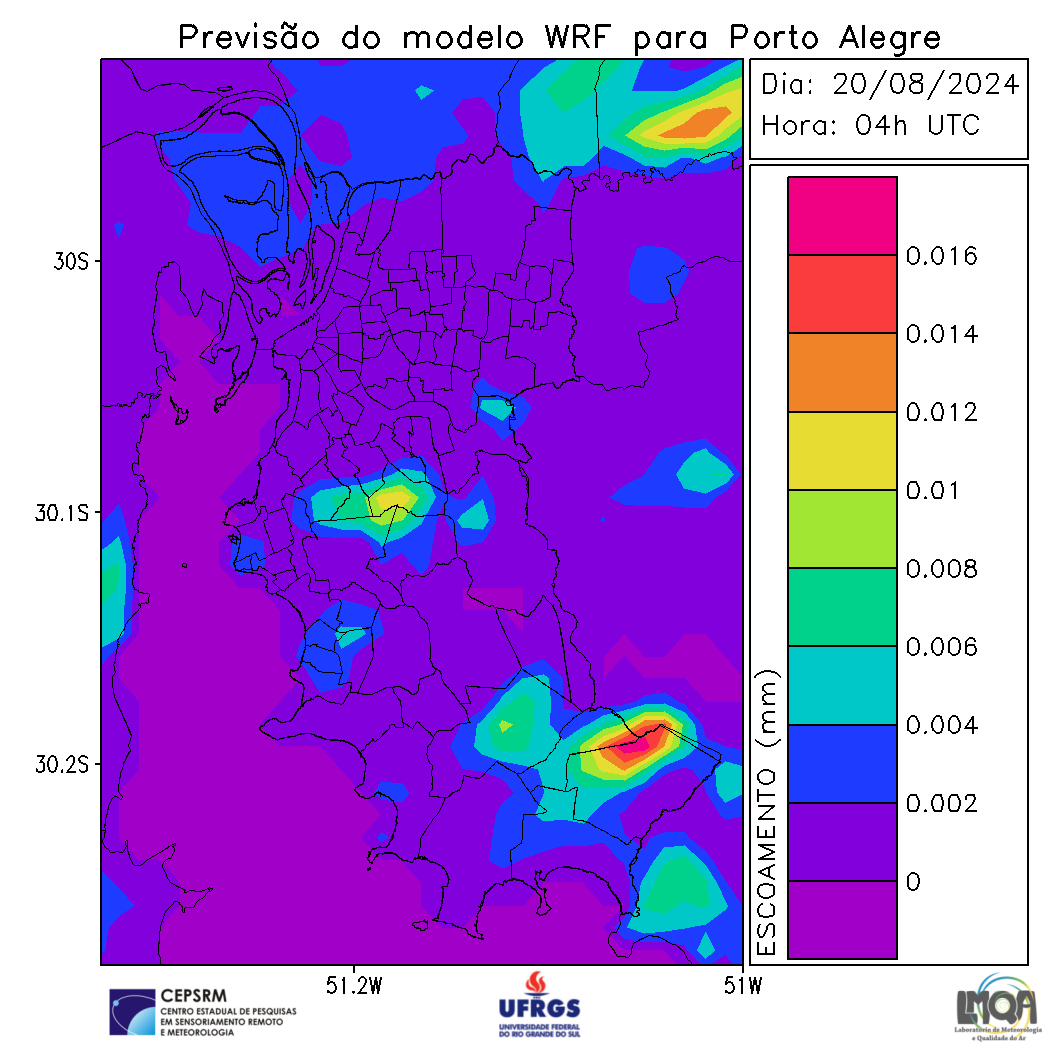 Previsão do modelo WRF para Porto Alegre
Dia: 20/08/2024
Hora: 04h UTC
30S
30.1S
30.2S
51.2W
51W
0.016
0.014
0.012
0.01
0.008
0.006
0.004
0.002
0
ESCOAMENTO (mm)
CEPSRM
CENTRO ESTADUAL DE PESQUISAS
EM SENSORIAMENTO REMOTO
E METEOROLOGIA
UFRGS
UNIVERSIDADE FEDERAL
DO RIO GRANDE DO SUL
LMQA
Laboratório de Meteorologia
e Qualidade do Ar